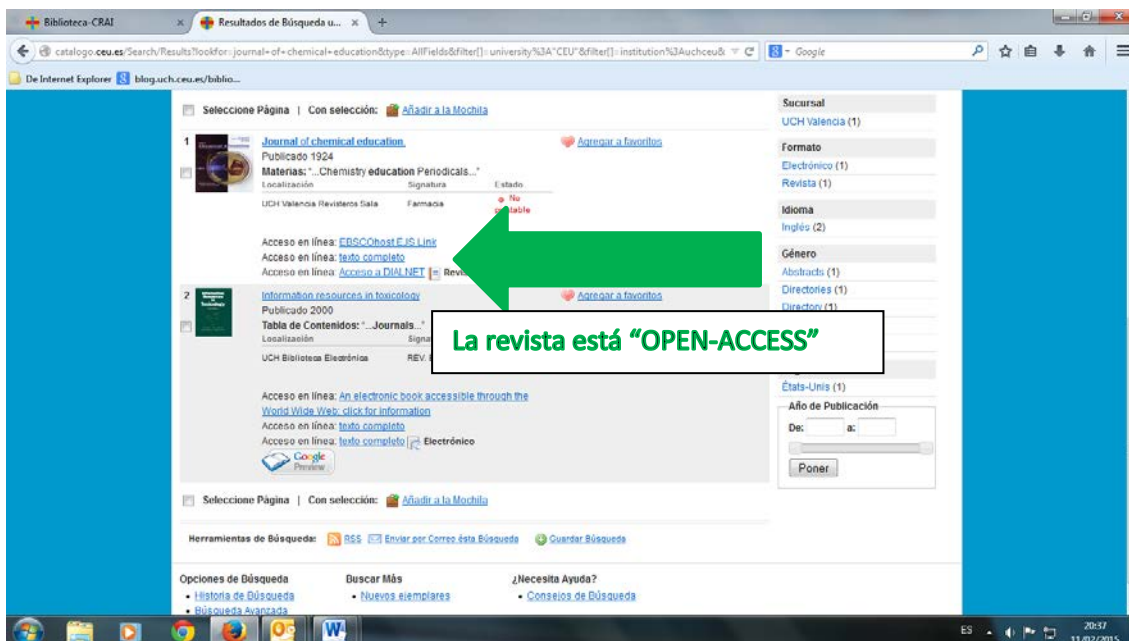 Biblioteca-CRAI × Resultados de Búsqueda u... × +
catalogo.ceu.es/Search/Results?lookfor=journal+of+chemical+education&type=AllFields&filter[]=university%3A"CEU"&filter[]=institution%3Auchceu& Google
De Internet Explorer blog.uch.ceu.es/biblio...
Seleccione Página | Con selección: Añadir a la Mochila
1 Journal of chemical education. Agregar a favoritos
Publicado 1924
Materias: "...Chemistry education Periodicals..."
Localización Signatura Estado
UCH Valencia Revisteros Sala Farmacia No
Acceso en línea: EBSCOhost EJS Link
Acceso en línea: texto completo
Acceso en línea: Acceso a DIALNET
2 Information resources in toxicology Agregar a favoritos
Publicado 2000
Tabla de Contenidos: "...Journals..."
Localización
UCH Biblioteca Electrónica REV.
Acceso en línea: An electronic book accessible through the
World Wide Web; click for information
Acceso en línea: texto completo
Acceso en línea: texto completo Electrónico
Google
Preview
La revista está “OPEN-ACCESS”
Seleccione Página | Con selección: Añadir a la Mochila
Herramientas de Búsqueda: RSS Enviar por Correo ésta Búsqueda Guardar Búsqueda
Opciones de Búsqueda Buscar Más ¿Necesita Ayuda?
• Historia de Búsqueda • Nuevos ejemplares • Consejos de Búsqueda
• Búsqueda Avanzada
Sucursal
UCH Valencia (1)
Formato
Electrónico (1)
Revista (1)
Idioma
Inglés (2)
Género
Abstracts (1)
Directories (1)
Directory (1)
États-Unis (1)
Año de Publicación
De: a:
Poner
ES 20:37
11/02/2015